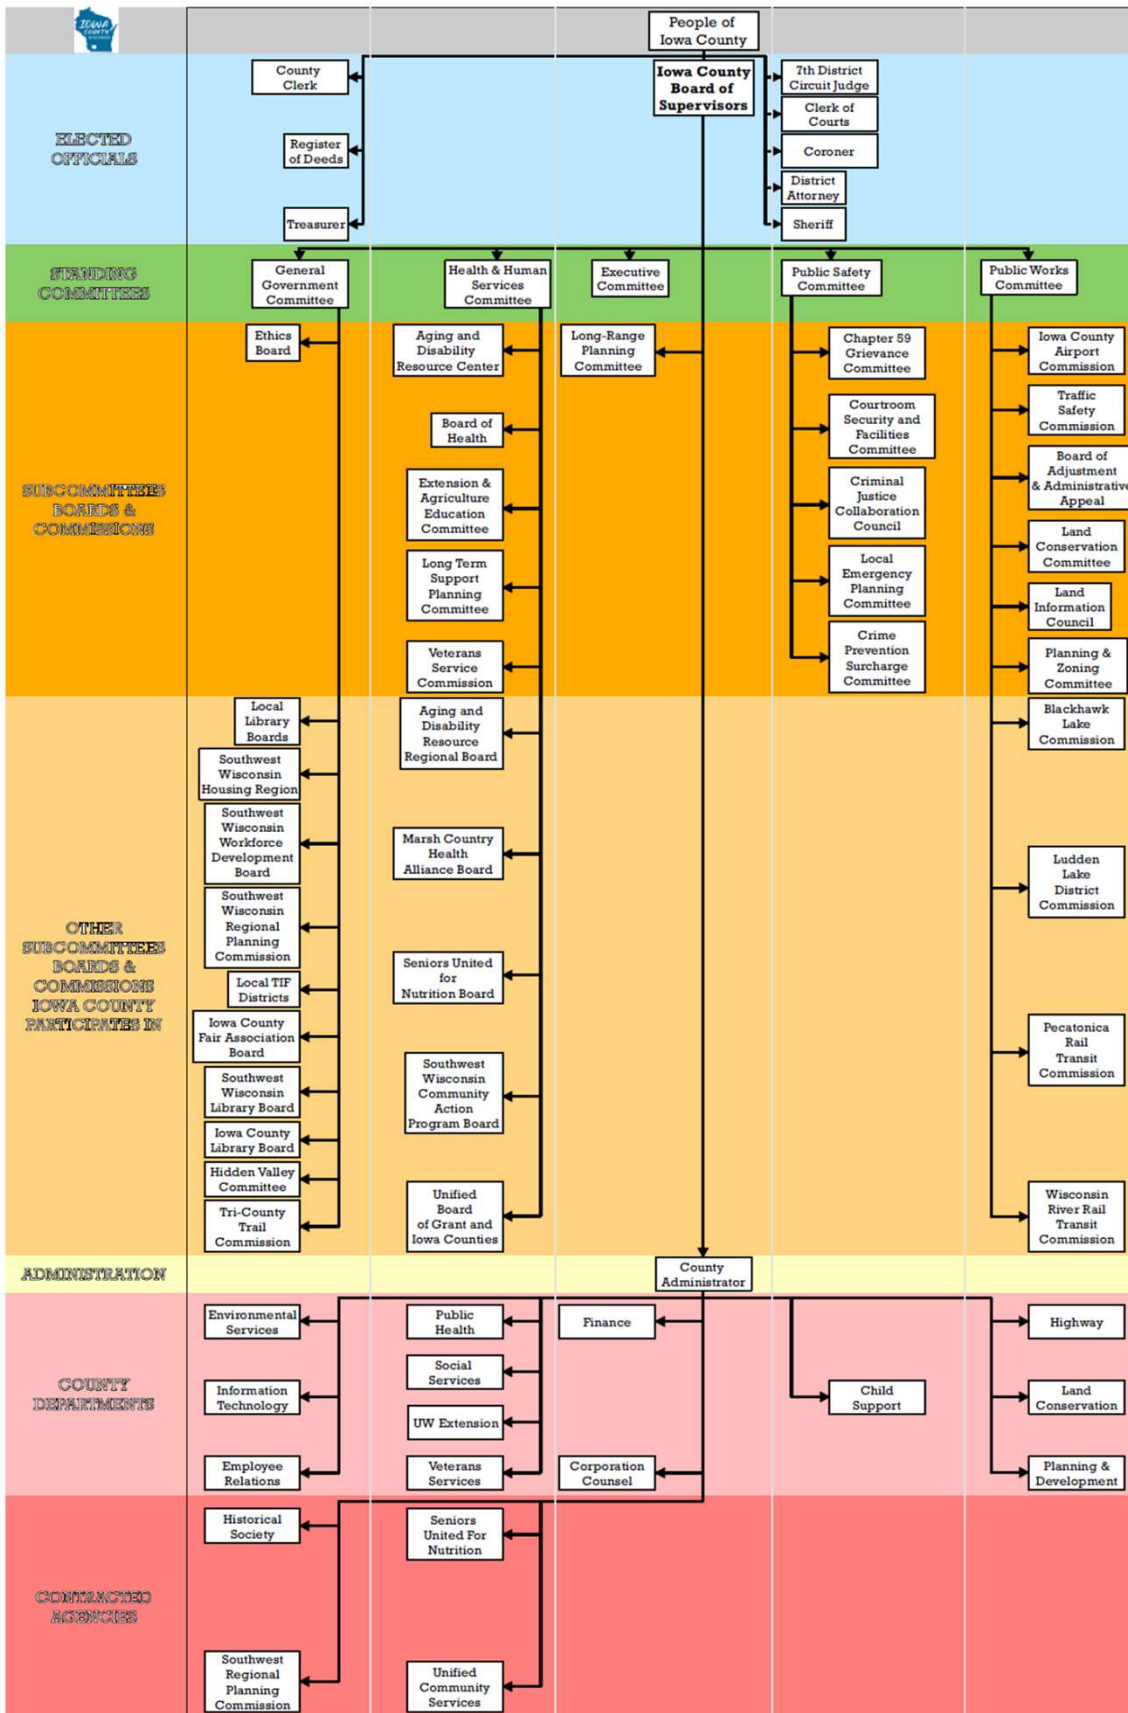 IOWA
COUNTY
People of
Iowa County
ELECTED
OFFICIALS
County
Clerk
Register
of Deeds
Treasurer
Iowa County
Board of
Supervisors
7th District
Circuit Judge
Clerk of
Courts
Coroner
District
Attorney
Sheriff
STANDING
COMMITTEES
General
Government
Committee
Health & Human
Services
Committee
Executive
Committee
Public Safety
Committee
Public Works
Committee
SUBCOMMITTEES
BOARDS &
COMMISSIONS
Ethics
Board
Aging and
Disability
Resource Center
Board of
Health
Extension &
Agriculture
Education
Committee
Long Term
Support
Planning
Committee
Veterans
Service
Commission
Long-Range
Planning
Committee
Chapter 59
Grievance
Committee
Courtroom
Security and
Facilities
Committee
Criminal
Justice
Collaboration
Council
Local
Emergency
Planning
Committee
Crime
Prevention
Surcharge
Committee
Iowa County
Airport
Commission
Traffic
Safety
Commission
Board of
Adjustment
& Administrative
Appeal
Land
Conservation
Committee
Land
Information
Council
Planning &
Zoning
Committee
OTHER
SUBCOMMITTEES
BOARDS &
COMMISSIONS
IOWA COUNTY
PARTICIPATES IN
Local
Library
Boards
Southwest
Wisconsin
Housing Region
Southwest
Wisconsin
Workforce
Development
Board
Southwest
Wisconsin
Regional
Planning
Commission
Local TIF
Districts
Iowa County
Fair Association
Board
Southwest
Wisconsin
Library Board
Iowa County
Library Board
Hidden Valley
Committee
Tri-County
Trail
Commission
Aging and
Disability
Resource
Regional Board
Marsh Country
Health
Alliance Board
Seniors United
for
Nutrition Board
Southwest
Wisconsin
Community
Action
Program Board
Unified
Board
of Grant and
Iowa Counties
Blackhawk
Lake
Commission
Ludden
Lake
District
Commission
Pecatonica
Rail
Transit
Commission
Wisconsin
River Rail
Transit
Commission
ADMINISTRATION
County
Administrator
COUNTY
DEPARTMENTS
Environmental
Services
Information
Technology
Employee
Relations
Public
Health
Social
Services
UW Extension
Veterans
Services
Finance
Corporation
Counsel
Child
Support
Highway
Land
Conservation
Planning &
Development
CONTRACTED
AGENCIES
Historical
Society
Southwest
Regional
Planning
Commission
Seniors
United For
Nutrition
Unified
Community
Services